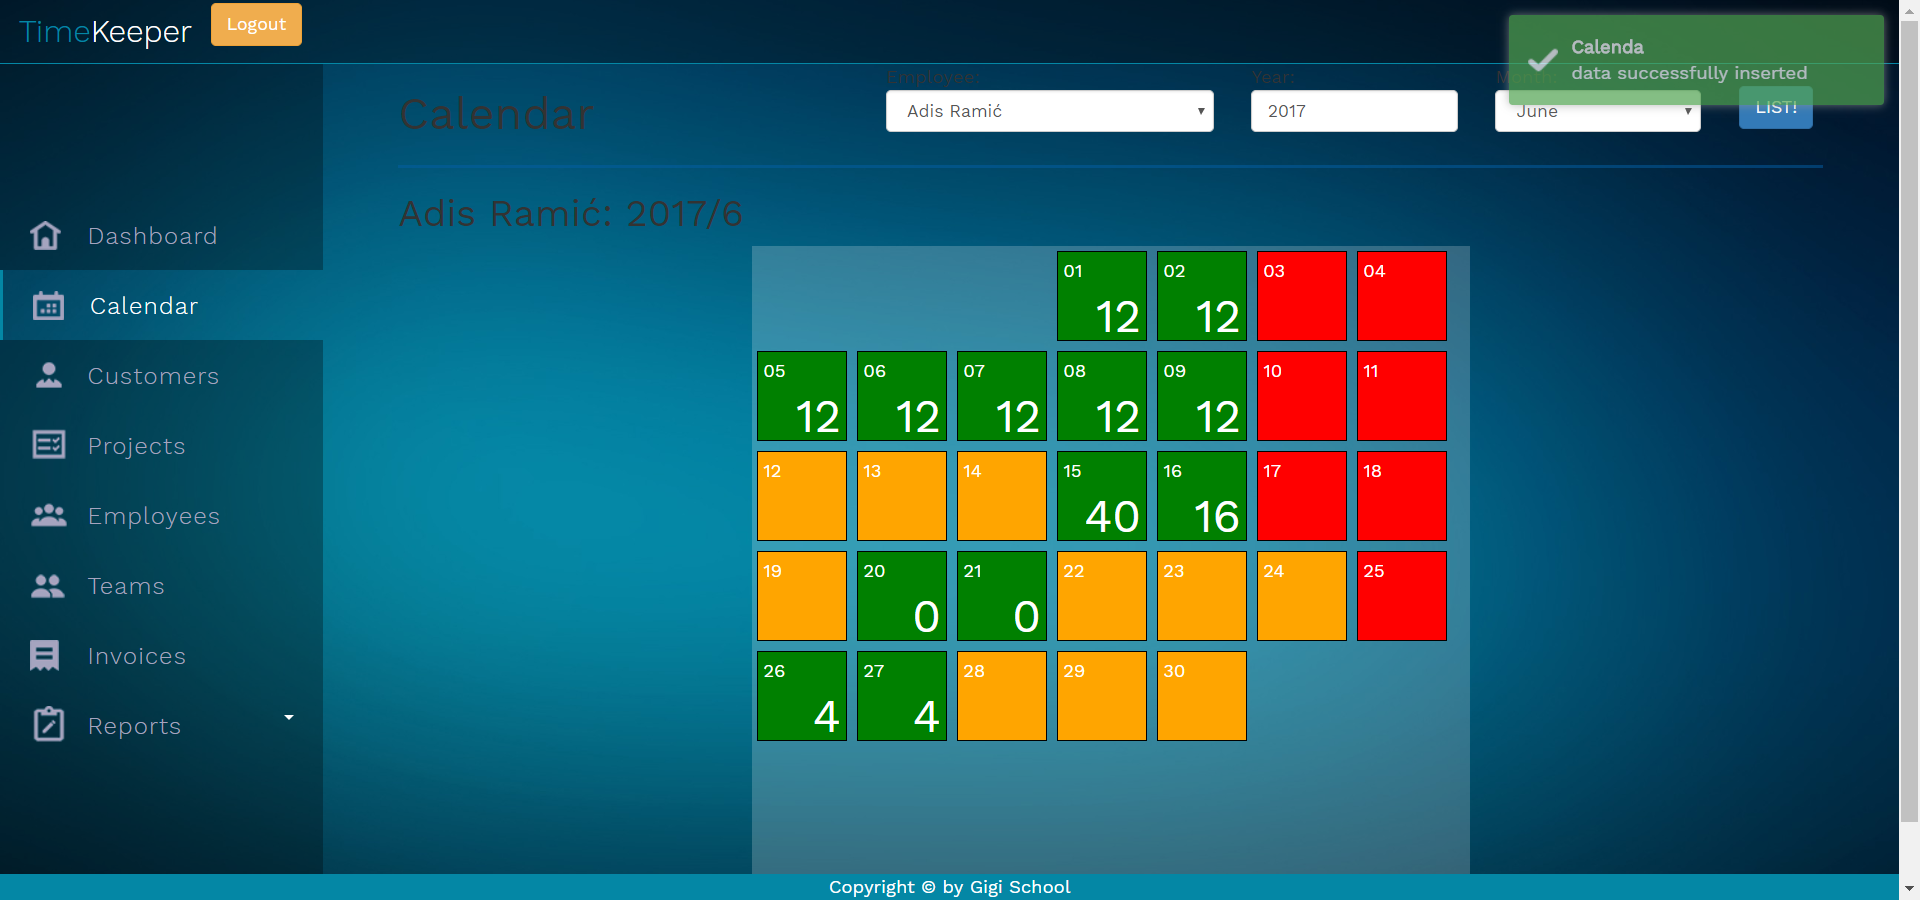 TimeKeeper
Logout
Calenda
data successfully inserted
Employee:
Year:
Calendar
Adis Ramić
2017
June
LIST!
Adis Ramić: 2017/6
Dashboard
Calendar
Customers
Projects
Employees
Teams
Invoices
Reports
01 02 03 04
12 12
05 06 07 08 09 10 11
12 12 12 12 12
12 13 14 15 16 17 18
40 16
19 20 21 22 23 24 25
0 0
26 27 28 29 30
4 4
Copyright © by Gigi School